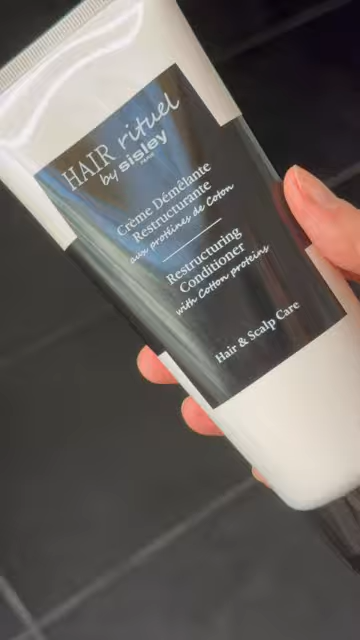 HAIR rituel
by sisley
PARIS
Crème Démêlante
Restructurante
aux protéines de Coton
Restructuring
Conditioner
with Cotton proteins
Hair & Scalp Care